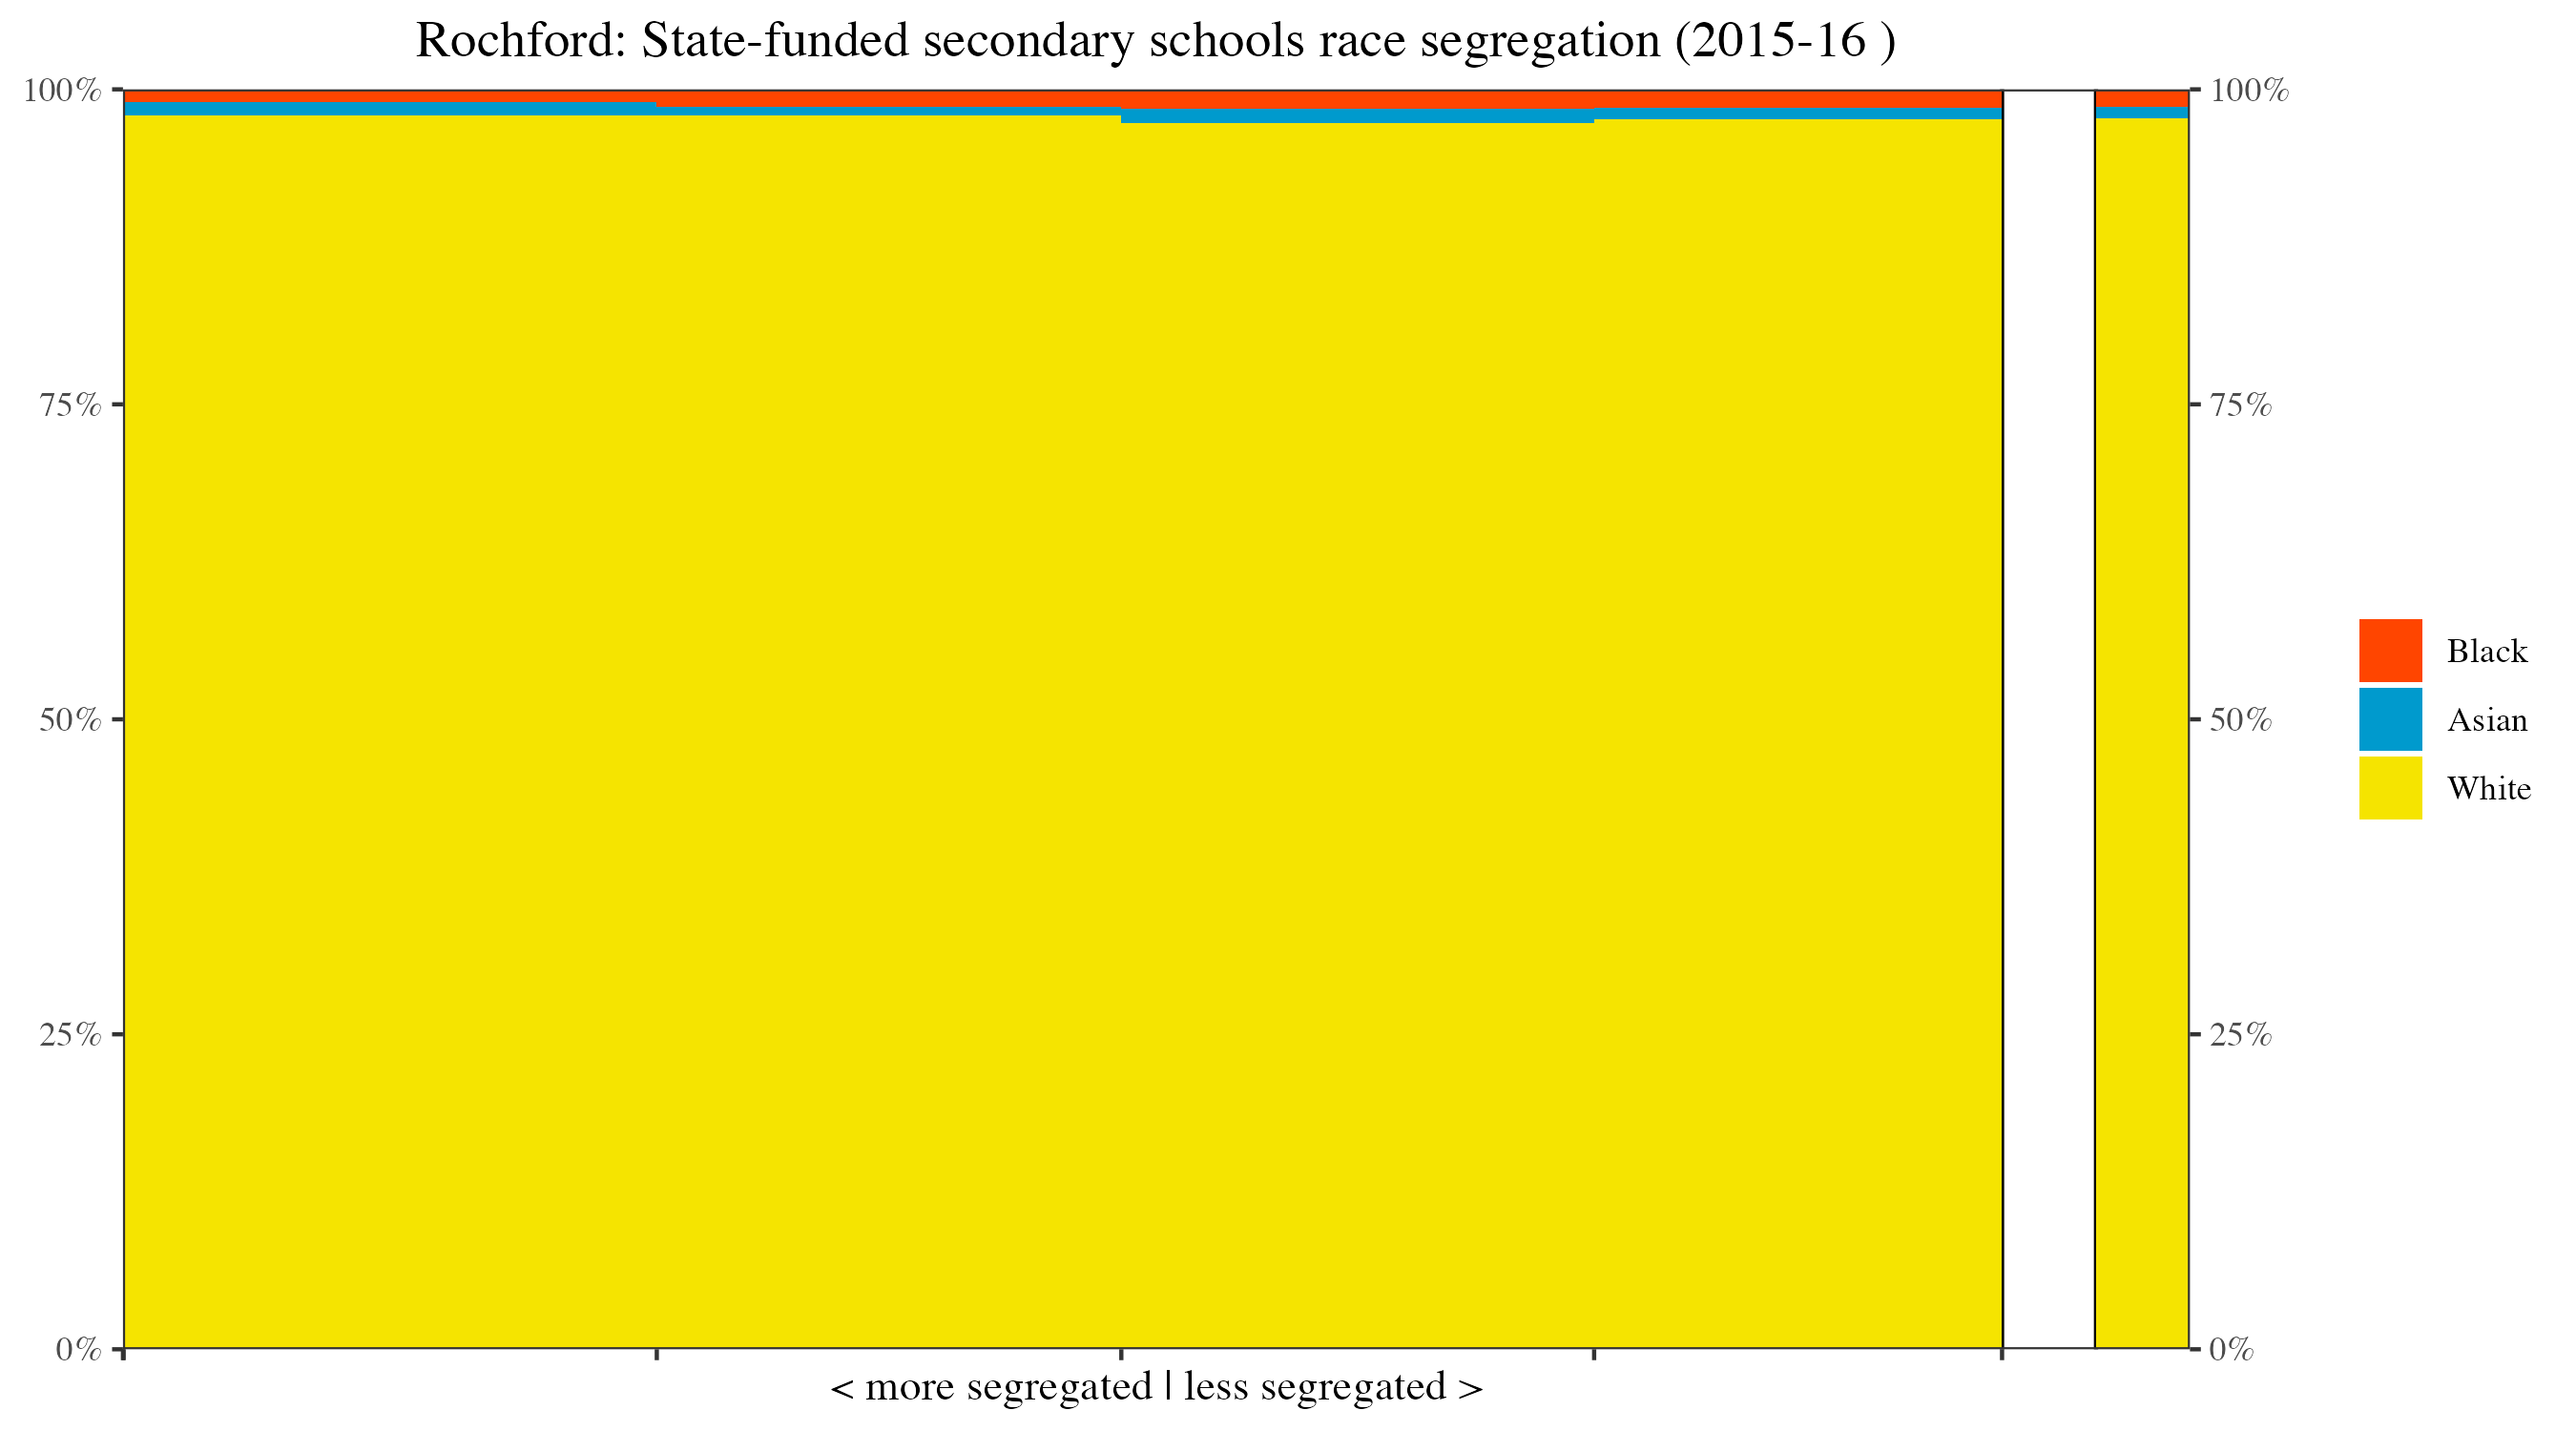 Rochford: State-funded secondary schools race segregation (2015-16 )
100%
75%
50%
25%
0%
100%
75%
50%
25%
0%
Black
Asian
White
< more segregated | less segregated >